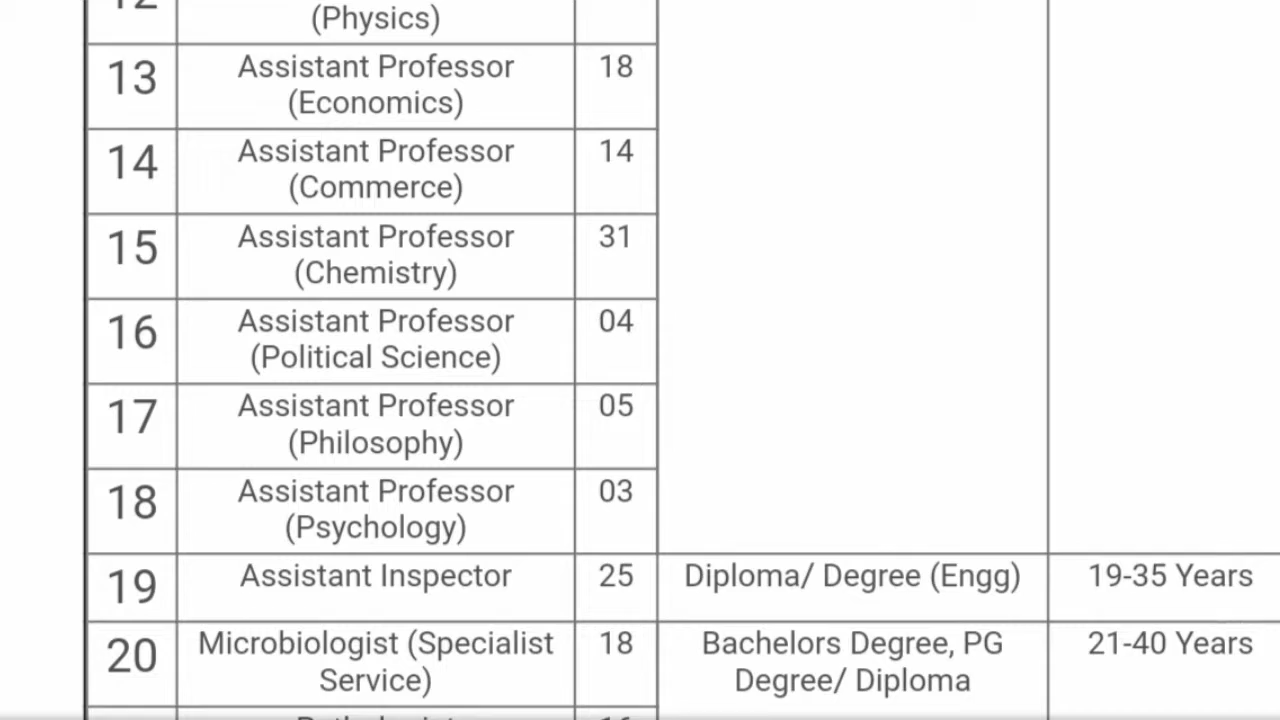 (Physics)
13 Assistant Professor 18
(Economics)
14 Assistant Professor 14
(Commerce)
15 Assistant Professor 31
(Chemistry)
16 Assistant Professor 04
(Political Science)
17 Assistant Professor 05
(Philosophy)
18 Assistant Professor 03
(Psychology)
19 Assistant Inspector 25 Diploma/ Degree (Engg) 19-35 Years
20 Microbiologist (Specialist 18 Bachelors Degree, PG 21-40 Years
Service) Degree/ Diploma